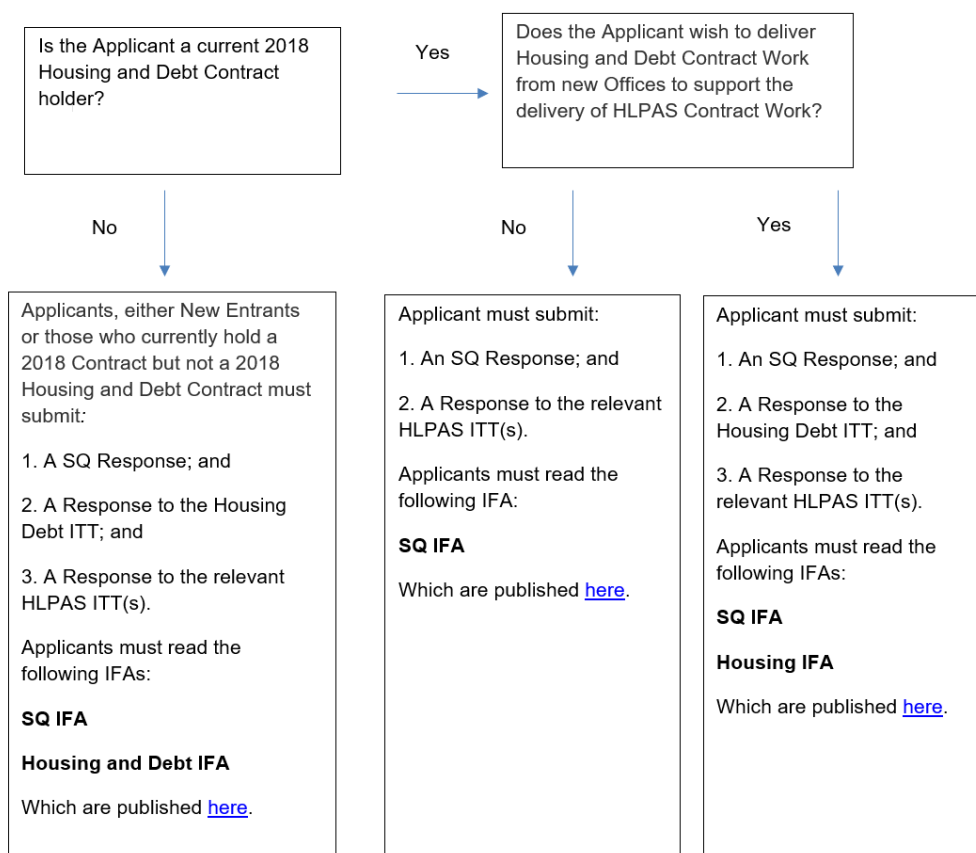 Is the Applicant a current 2018
Housing and Debt Contract
holder?
Yes
Does the Applicant wish to deliver
Housing and Debt Contract Work
from new Offices to support the
delivery of HLPAS Contract Work?
No
No
Yes
Applicants, either New Entrants
or those who currently hold a
2018 Contract but not a 2018
Housing and Debt Contract must
submit:
1. A SQ Response; and
2. A Response to the Housing
Debt ITT; and
3. A Response to the relevant
HLPAS ITT(s).
Applicants must read the
following IFAs:
SQ IFA
Housing and Debt IFA
Which are published here.
Applicant must submit:
1. An SQ Response; and
2. A Response to the relevant
HLPAS ITT(s).
Applicants must read the
following IFA:
SQ IFA
Which are published here.
Applicant must submit:
1. An SQ Response; and
2. A Response to the
Housing Debt ITT; and
3. A Response to the
relevant HLPAS ITT(s).
Applicants must read the
following IFAs:
SQ IFA
Housing IFA
Which are published here.